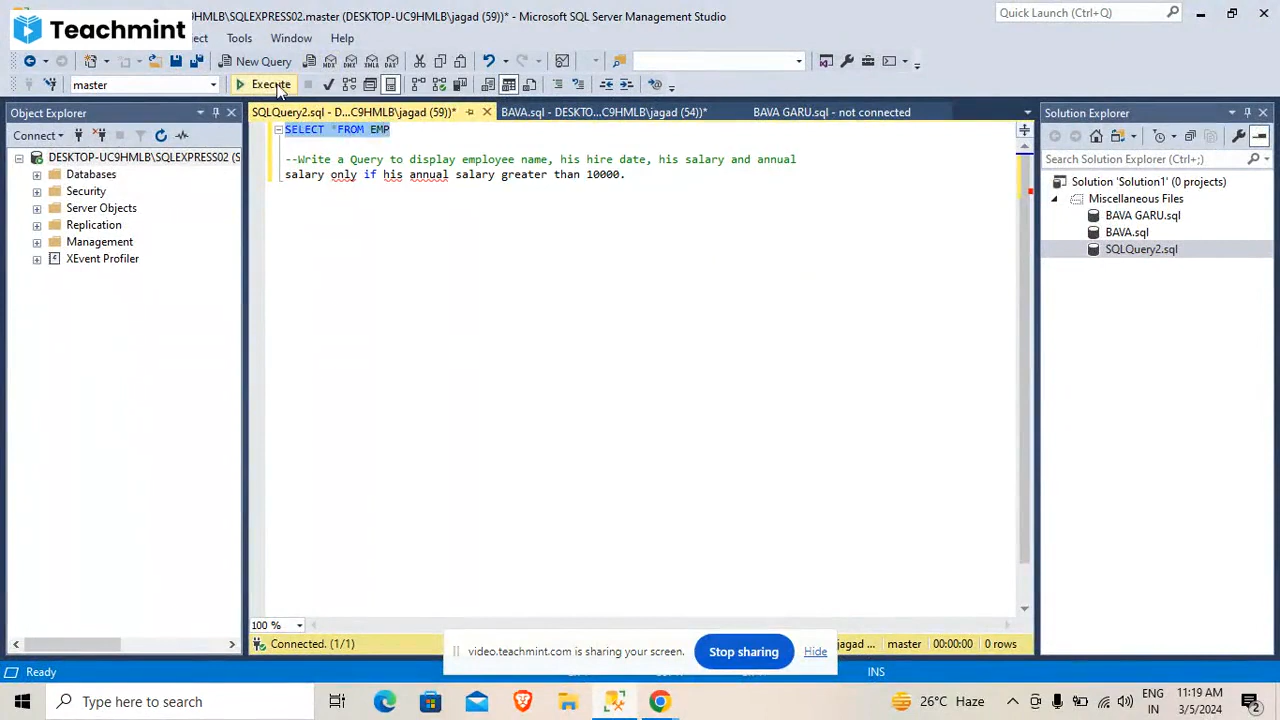 H9HMLB\SQLEXPRESS02.master (DESKTOP-UC9HMLB\jagad (59))* - Microsoft SQL Server Management Studio
Quick Launch (Ctrl+Q)
Teachmint
Tools Window Help
New Query
master
Execute
Object Explorer
SQLQuery2.sql - D...C9HMLB\jagad (59))*
BAVA.sql - DESKTO...C9HMLB\jagad (54))*
BAVA GARU.sql - not connected
Solution Explorer
Connect
SELECT *FROM EMP
DESKTOP-UC9HMLB\SQLEXPRESS02 (S
Search Solution Explorer (Ctrl+;)
--Write a Query to display employee name, his hire date, his salary and annual
salary only if his annual salary greater than 10000.
Databases
Security
Server Objects
Replication
Management
XEvent Profiler
Solution 'Solution1' (0 projects)
Miscellaneous Files
BAVA GARU.sql
BAVA.sql
SQLQuery2.sql
100 %
Connected. (1/1)
jagad ... master 00:00:00 0 rows
video.teachmint.com is sharing your screen.
Stop sharing
Hide
Ready
INS
Type here to search
26°C Haze
ENG
IN
11:19 AM
3/5/2024
2